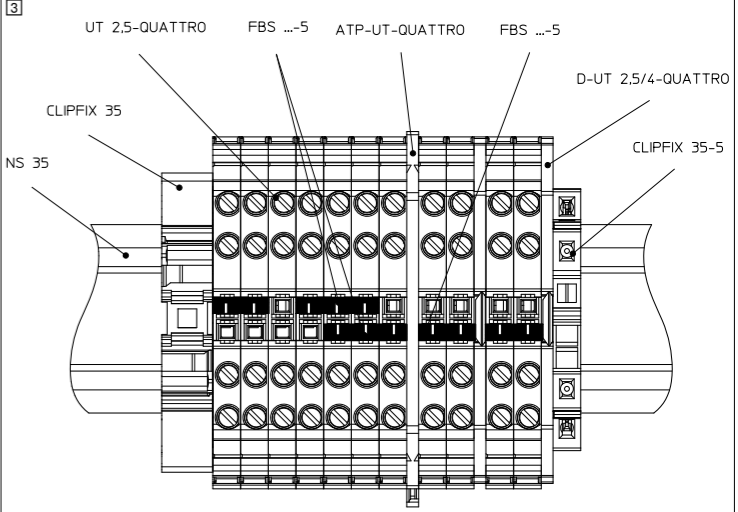 3
UT 2,5-QUATTRO
FBS ...-5
ATP-UT-QUATTRO
FBS ...-5
D-UT 2,5/4-QUATTRO
CLIPFIX 35
CLIPFIX 35-5
NS 35